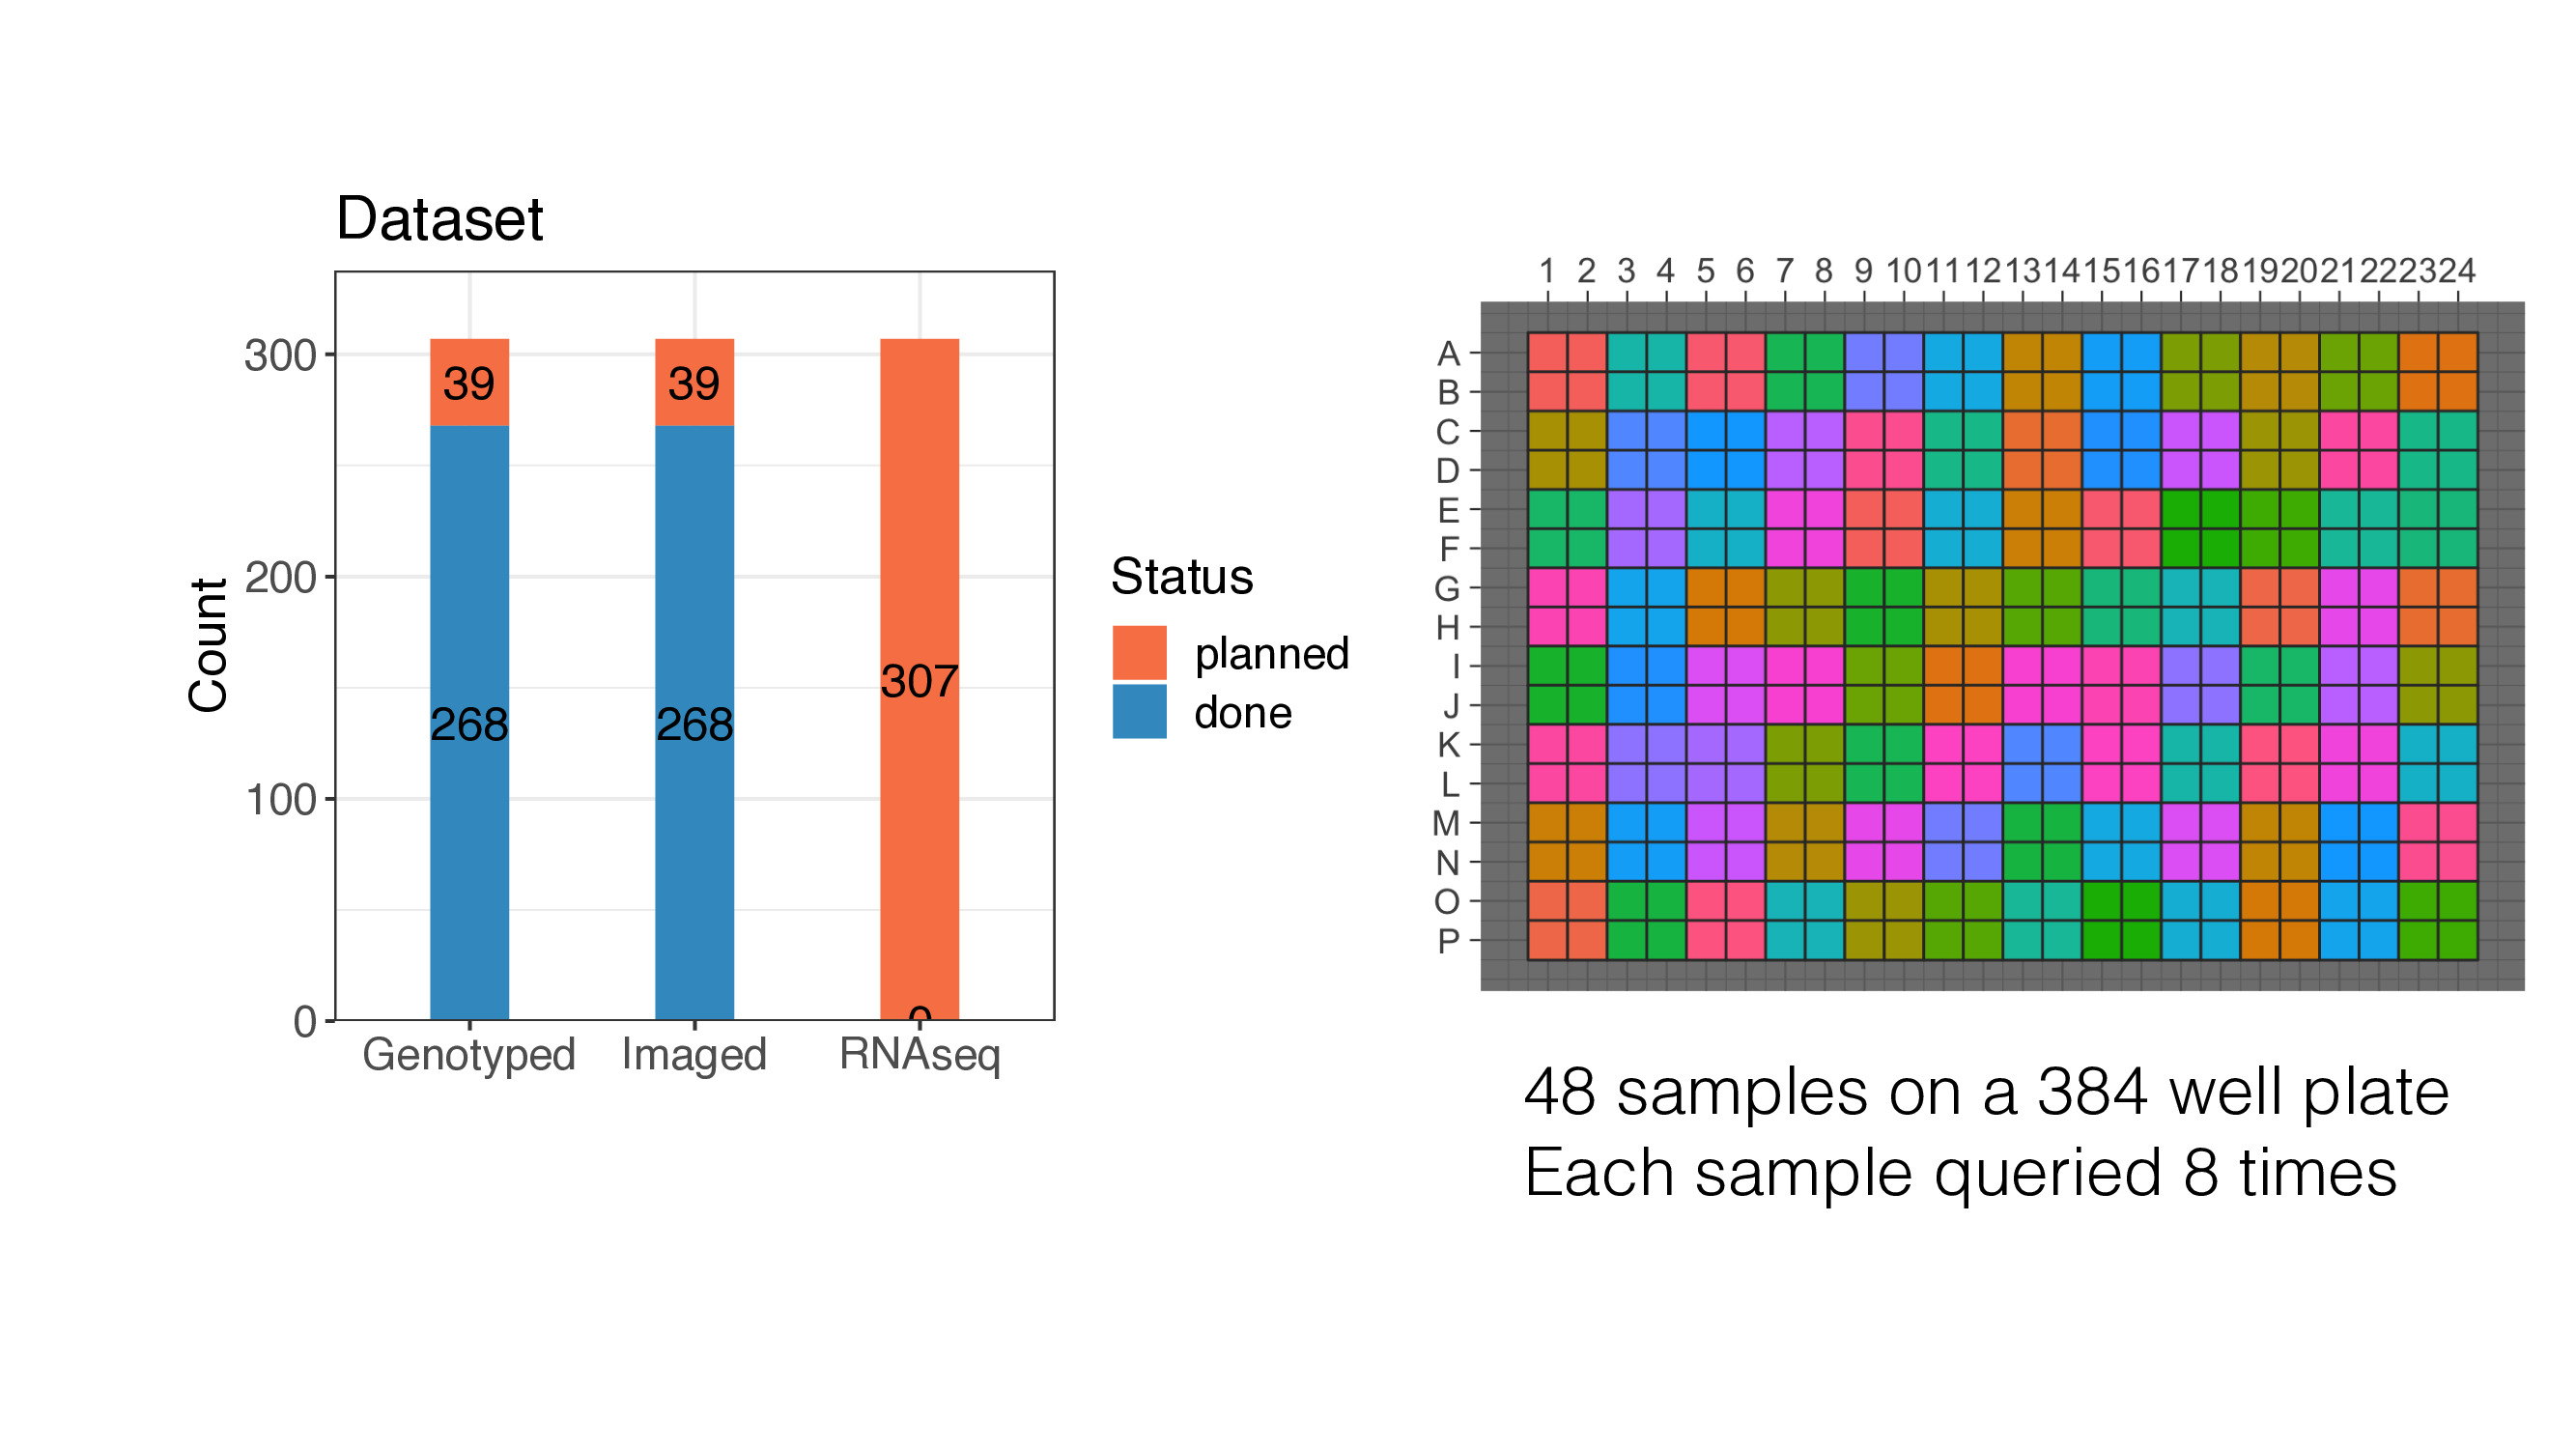 Dataset
Count
300
200
100
0
39
39
268
268
307
0
Genotyped Imaged RNAseq
Status
planned
done
1 2 3 4 5 6 7 8 9 10 11 12 13 14 15 16 17 18 19 20 21 22 23 24
A
B
C
D
E
F
G
H
I
J
K
L
M
N
O
P
48 samples on a 384 well plate
Each sample queried 8 times